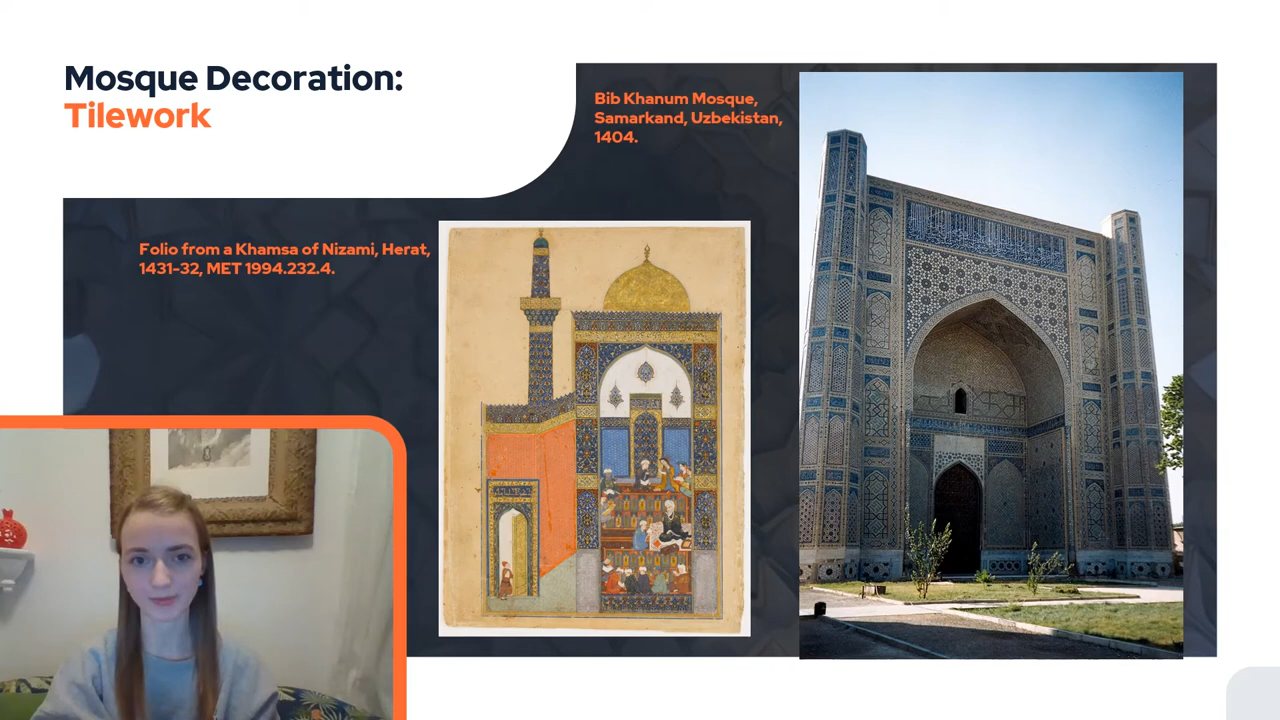 Mosque Decoration:
Tilework
Bib Khanum Mosque,
Samarkand, Uzbekistan,
1404.
Folio from a Khamsa of Nizami, Herat,
1431-32, MET 1994.232.4.